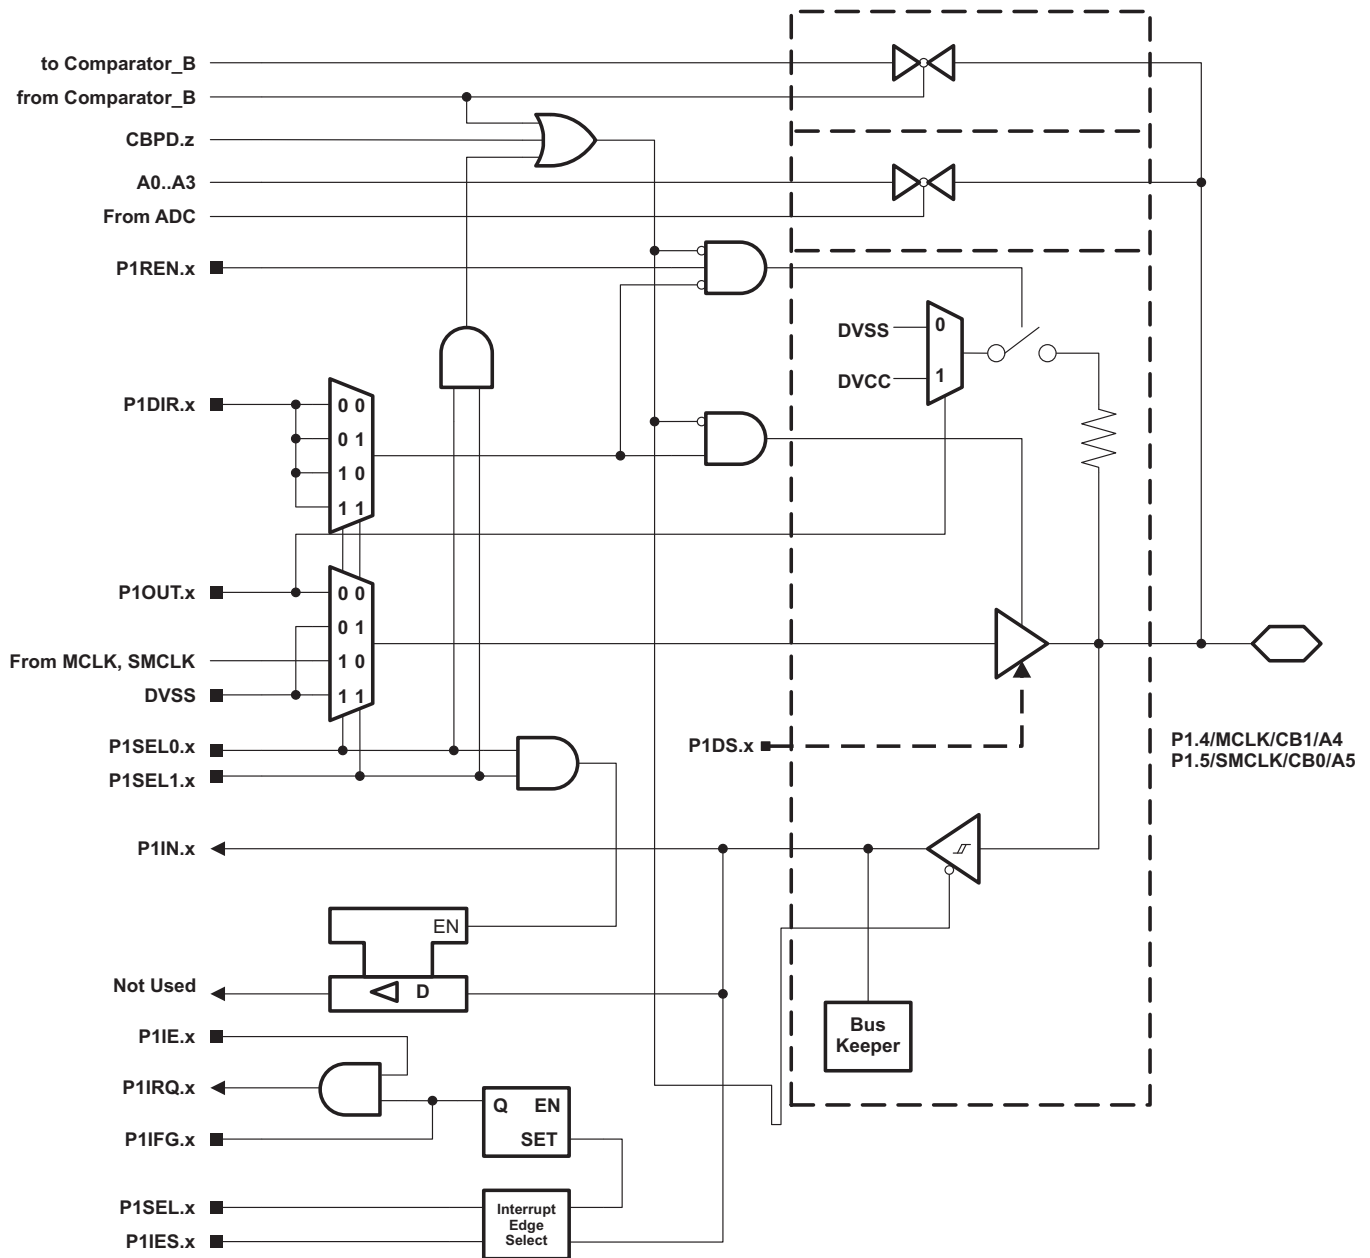 to Comparator_B
from Comparator_B
CBPD.z
A0..A3
From ADC
P1REN.x
DVSS
0
DVCC
1
P1DIR.x
0 0
0 1
1 0
1 1
P1OUT.x
0 0
0 1
From MCLK, SMCLK
1 0
DVSS
1 1
P1SEL0.x
P1SEL1.x
P1DS.x
P1.4/MCLK/CB1/A4
P1.5/SMCLK/CB0/A5
P1IN.x
EN
Not Used
D
Bus
Keeper
P1IE.x
P1IRQ.x
Q EN
SET
P1IFG.x
P1SEL.x
P1IES.x
Interrupt
Edge
Select